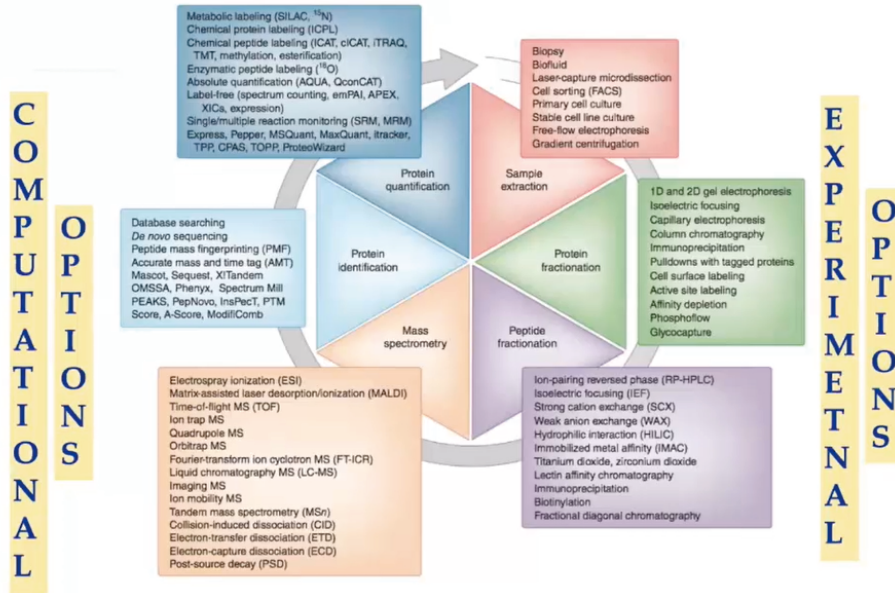 COMPUTATIONAL
OPTIONS
Metabolic labeling (SILAC, ¹⁵N)
Chemical protein labeling (ICPL)
Chemical peptide labeling (ICAT, cICAT, iTRAQ,
TMT, methylation, esterification)
Enzymatic peptide labeling (¹⁸O)
Absolute quantification (AQUA, QconCAT)
Label-free (spectrum counting, emPAI, APEX,
XICs, expression)
Single/multiple reaction monitoring (SRM, MRM)
Express, Pepper, MSQuant, MaxQuant, itracker,
TPP, CPAS, TOPP, ProteoWizard
Biopsy
Biofluid
Laser-capture microdissection
Cell sorting (FACS)
Primary cell culture
Stable cell line culture
Free-flow electrophoresis
Gradient centrifugation
Protein
quantification
Sample
extraction
Database searching
De novo sequencing
Peptide mass fingerprinting (PMF)
Accurate mass and time tag (AMT)
Mascot, Sequest, X!Tandem
OMSSA, Phenyx, Spectrum Mill
PEAKS, PepNovo, InsPecT, PTM
Score, A-Score, ModifiComb
Protein
identification
Protein
fractionation
1D and 2D gel electrophoresis
Isoelectric focusing
Capillary electrophoresis
Column chromatography
Immunoprecipitation
Pulldowns with tagged proteins
Cell surface labeling
Active site labeling
Affinity depletion
Phosphoflow
Glycocapture
Mass
spectrometry
Peptide
fractionation
Electrospray ionization (ESI)
Matrix-assisted laser desorption/ionization (MALDI)
Time-of-flight MS (TOF)
Ion trap MS
Quadrupole MS
Orbitrap MS
Fourier-transform ion cyclotron MS (FT-ICR)
Liquid chromatography MS (LC-MS)
Imaging MS
Ion mobility MS
Tandem mass spectrometry (MSn)
Collision-induced dissociation (CID)
Electron-transfer dissociation (ETD)
Electron-capture dissociation (ECD)
Post-source decay (PSD)
Ion-pairing reversed phase (RP-HPLC)
Isoelectric focusing (IEF)
Strong cation exchange (SCX)
Weak anion exchange (WAX)
Hydrophilic interaction (HILIC)
Immobilized metal affinity (IMAC)
Titanium dioxide, zirconium dioxide
Lectin affinity chromatography
Immunoprecipitation
Biotinylation
Fractional diagonal chromatography
EXPERIMETNAL
OPTIONS